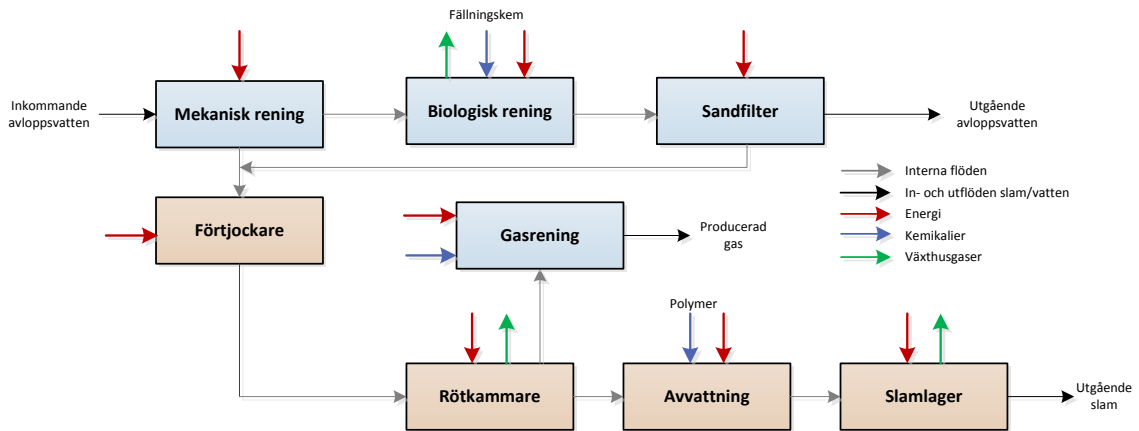 Fällningskem
Inkommande
avloppsvatten
Mekanisk rening
Biologisk rening
Sandfilter
Utgående
avloppsvatten
Interna flöden
In- och utflöden slam/vatten
Energi
Kemikalier
Växthusgaser
Förtjockare
Gasrening
Producerad
gas
Polymer
Rötkammare
Avvattning
Slamlager
Utgående
slam